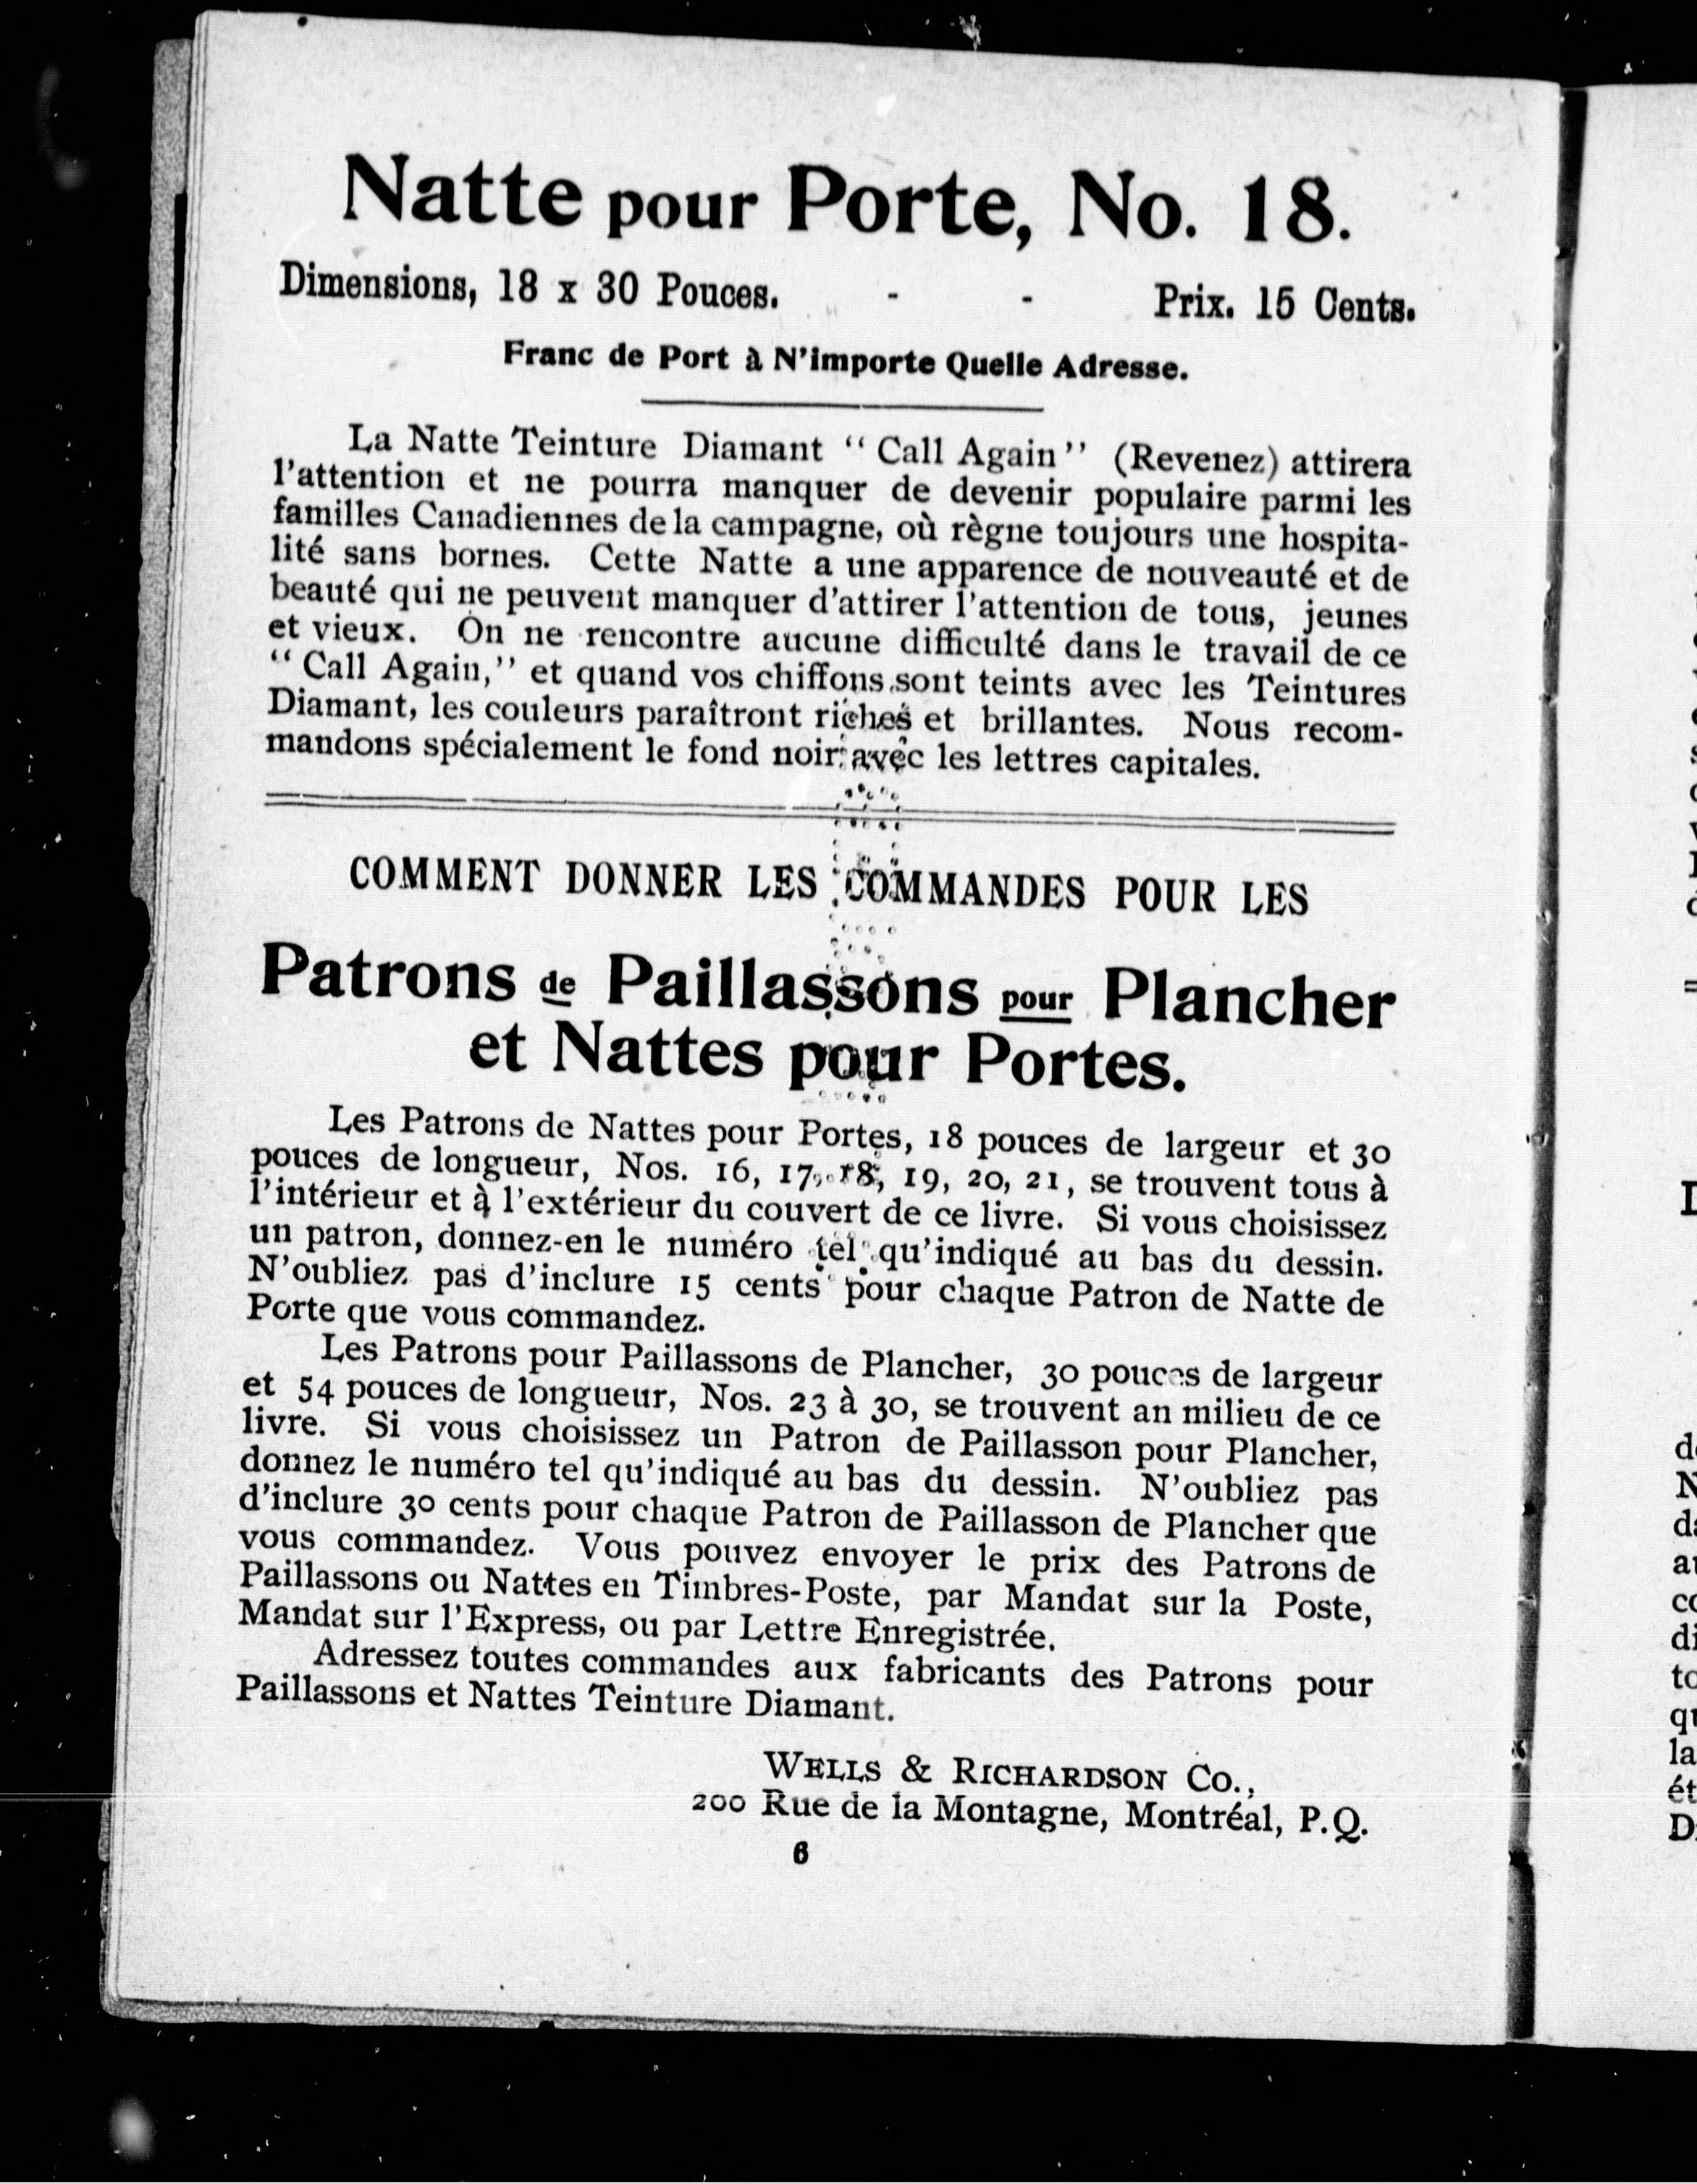 Natte pour Porte, No. 18.
Dimensions, 18 x 30 Pouces. - - Prix. 15 Cents.
Franc de Port à N'importe Quelle Adresse.
La Natte Teinture Diamant “ Call Again ” (Revenez) attirera
l'attention et ne pourra manquer de devenir populaire parmi les
familles Canadiennes de la campagne, où règne toujours une hospita-
lité sans bornes. Cette Natte a une apparence de nouveauté et de
beauté qui ne peuvent manquer d'attirer l'attention de tous, jeunes
et vieux. On ne rencontre aucune difficulté dans le travail de ce
“ Call Again,” et quand vos chiffons sont teints avec les Teintures
Diamant, les couleurs paraîtront riches et brillantes. Nous recom-
mandons spécialement le fond noir avec les lettres capitales.
COMMENT DONNER LES COMMANDES POUR LES
Patrons de Paillassons pour Plancher
et Nattes pour Portes.
Les Patrons de Nattes pour Portes, 18 pouces de largeur et 30
pouces de longueur, Nos. 16, 17, 18, 19, 20, 21, se trouvent tous à
l'intérieur et à l'extérieur du couvert de ce livre. Si vous choisissez
un patron, donnez-en le numéro tel qu'indiqué au bas du dessin.
N'oubliez pas d'inclure 15 cents pour chaque Patron de Natte de
Porte que vous commandez.
Les Patrons pour Paillassons de Plancher, 30 pouces de largeur
et 54 pouces de longueur, Nos. 23 à 30, se trouvent an milieu de ce
livre. Si vous choisissez un Patron de Paillasson pour Plancher,
donnez le numéro tel qu'indiqué au bas du dessin. N'oubliez pas
d'inclure 30 cents pour chaque Patron de Paillasson de Plancher que
vous commandez. Vous pouvez envoyer le prix des Patrons de
Paillassons ou Nattes en Timbres-Poste, par Mandat sur la Poste,
Mandat sur l'Express, ou par Lettre Enregistrée.
Adressez toutes commandes aux fabricants des Patrons pour
Paillassons et Nattes Teinture Diamant.
WELLS & RICHARDSON CO.,
200 Rue de la Montagne, Montréal, P.Q.
6